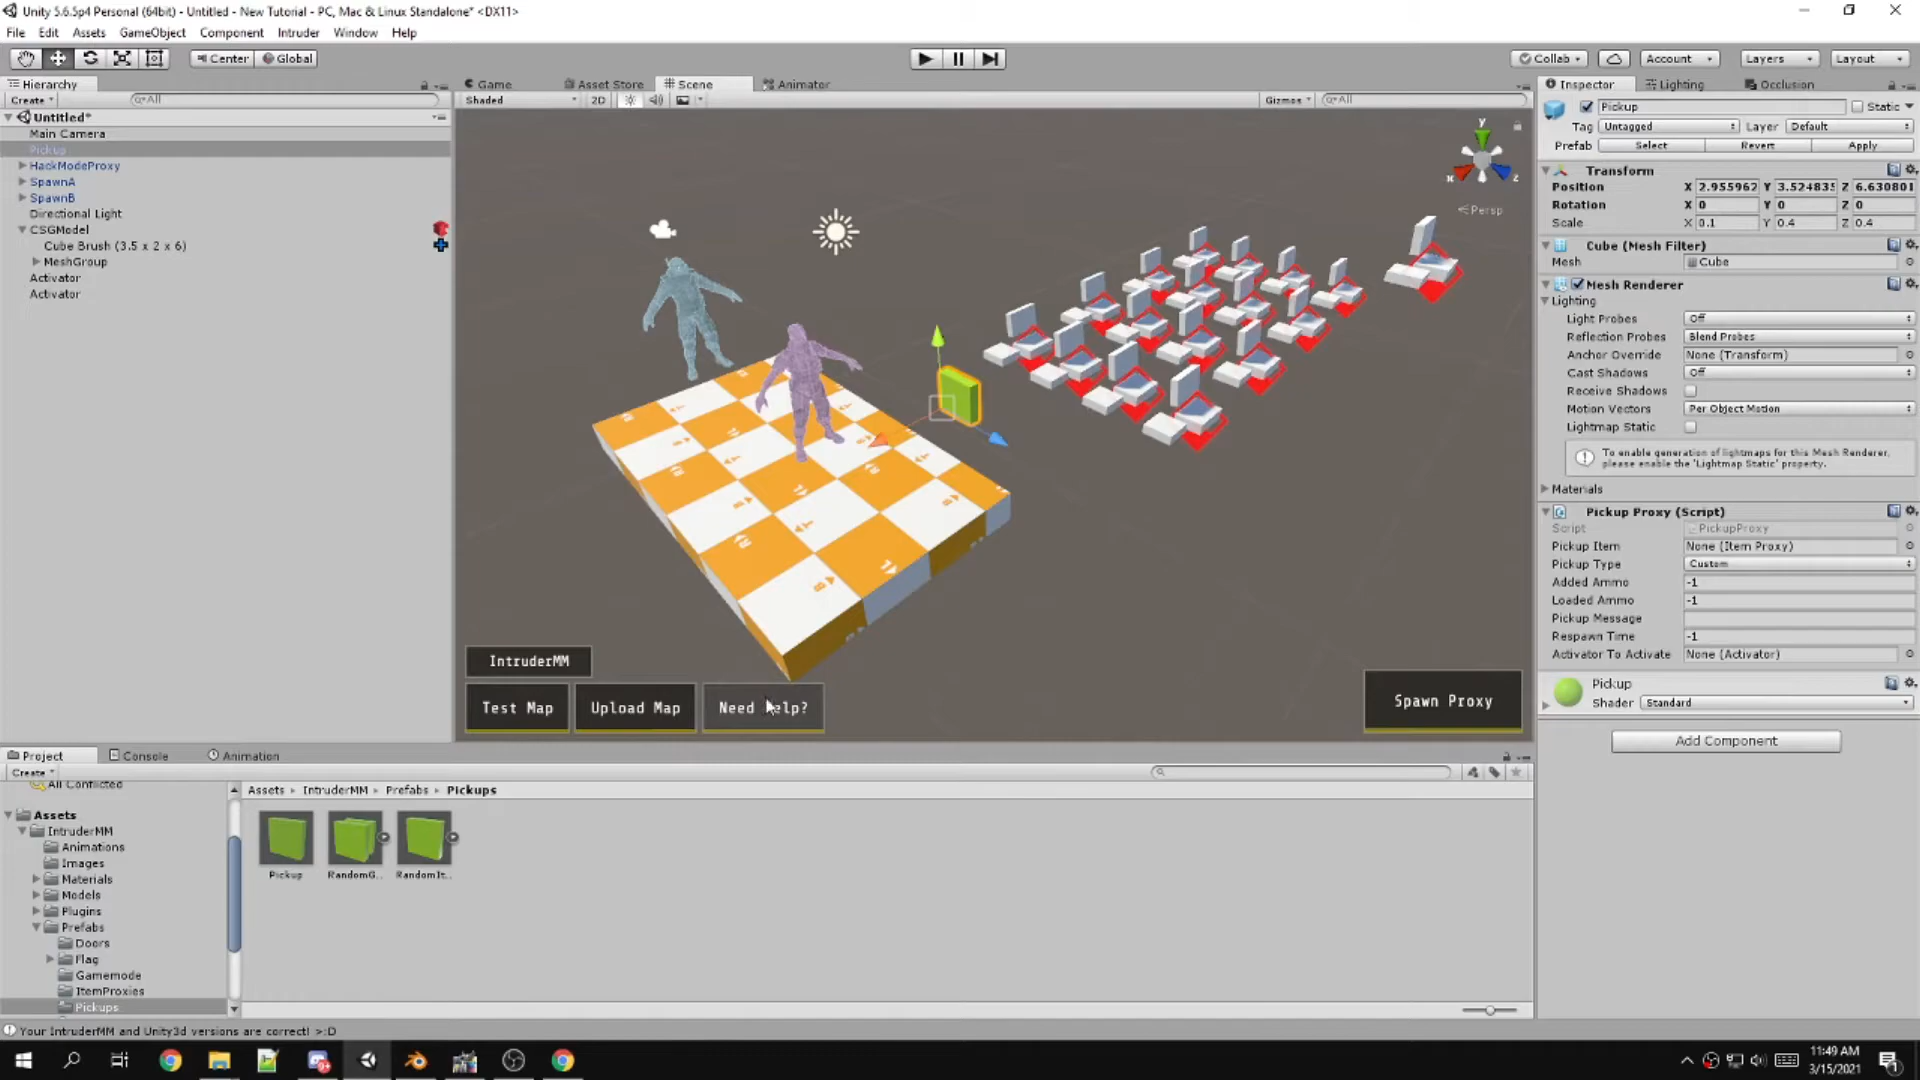 Unity 5.6.5p4 Personal (64bit) - Untitled - New Tutorial - PC, Mac & Linux Standalone* <DX11>
File Edit Assets GameObject Component Intruder Window Help
Center Global
Collab Account Layers Layout
Hierarchy
Create All
Untitled*
Main Camera
Pickup
HackModeProxy
SpawnA
SpawnB
Directional Light
CSGModel
Cube Brush (3.5 x 2 x 6)
MeshGroup
Activator
Activator
Game Asset Store Scene Animator
Shaded 2D Gizmos All
y
x z
Persp
IntruderMM
Test Map Upload Map Need Help?
Spawn Proxy
Inspector Lighting Occlusion
Pickup Static
Tag Untagged Layer Default
Prefab Select Revert Apply
Transform
Position X 2.955962 Y 3.524835 Z 6.630801
Rotation X 0 Y 0 Z 0
Scale X 0.1 Y 0.4 Z 0.4
Cube (Mesh Filter)
Mesh Cube
Mesh Renderer
Lighting
Light Probes Off
Reflection Probes Blend Probes
Anchor Override None (Transform)
Cast Shadows Off
Receive Shadows
Motion Vectors Per Object Motion
Lightmap Static
To enable generation of lightmaps for this Mesh Renderer,
please enable the 'Lightmap Static' property.
Materials
Pickup Proxy (Script)
Script PickupProxy
Pickup Item None (Item Proxy)
Pickup Type Custom
Added Ammo -1
Loaded Ammo -1
Pickup Message
Respawn Time -1
Activator To Activate None (Activator)
Pickup
Shader Standard
Add Component
Project Console Animation
Create
All Conflicted
Assets
IntruderMM
Animations
Images
Materials
Models
Plugins
Prefabs
Doors
Flag
Gamemode
ItemProxies
Pickups
Assets IntruderMM Prefabs Pickups
Pickup RandomG.. RandomIt..
Your IntruderMM and Unity3d versions are correct! >:D
11:49 AM
3/15/2021
1